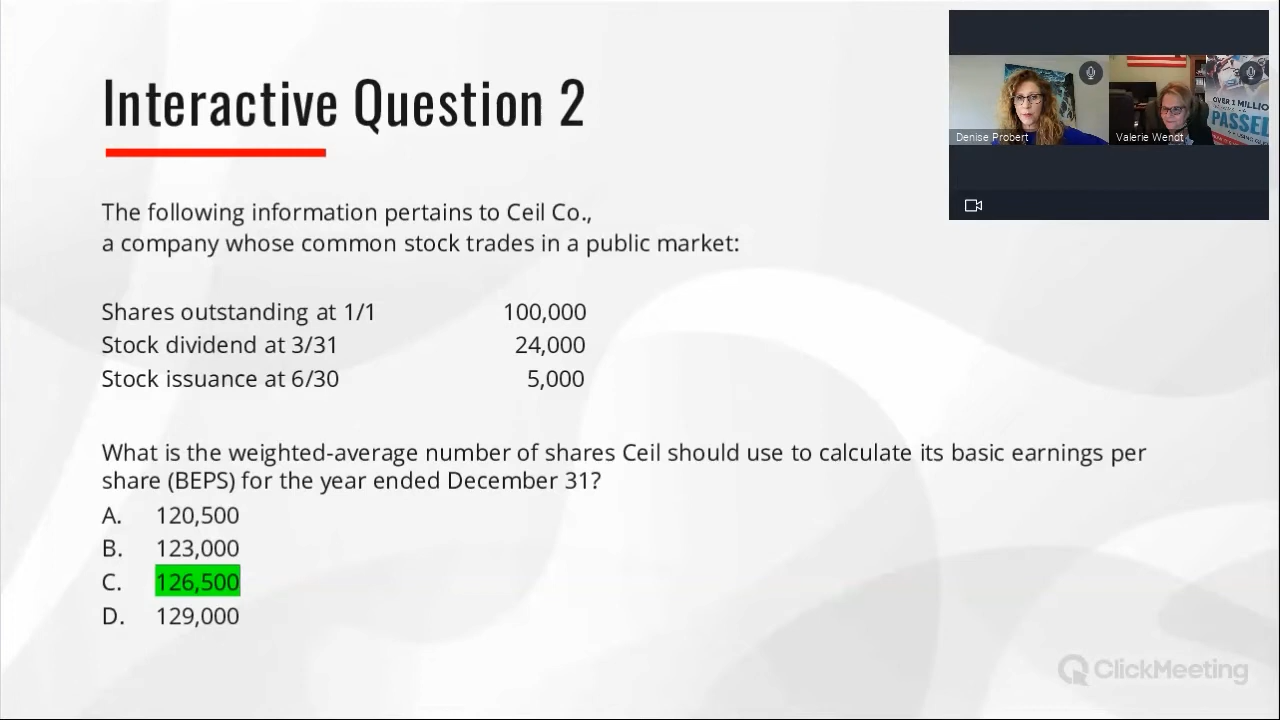 Interactive Question 2
The following information pertains to Ceil Co.,
a company whose common stock trades in a public market:
Shares outstanding at 1/1 100,000
Stock dividend at 3/31 24,000
Stock issuance at 6/30 5,000
What is the weighted-average number of shares Ceil should use to calculate its basic earnings per
share (BEPS) for the year ended December 31?
A. 120,500
B. 123,000
C. 126,500
D. 129,000
Denise Probert
Valerie Wendt
OVER 1 MILLIO
PASSED
ClickMeeting